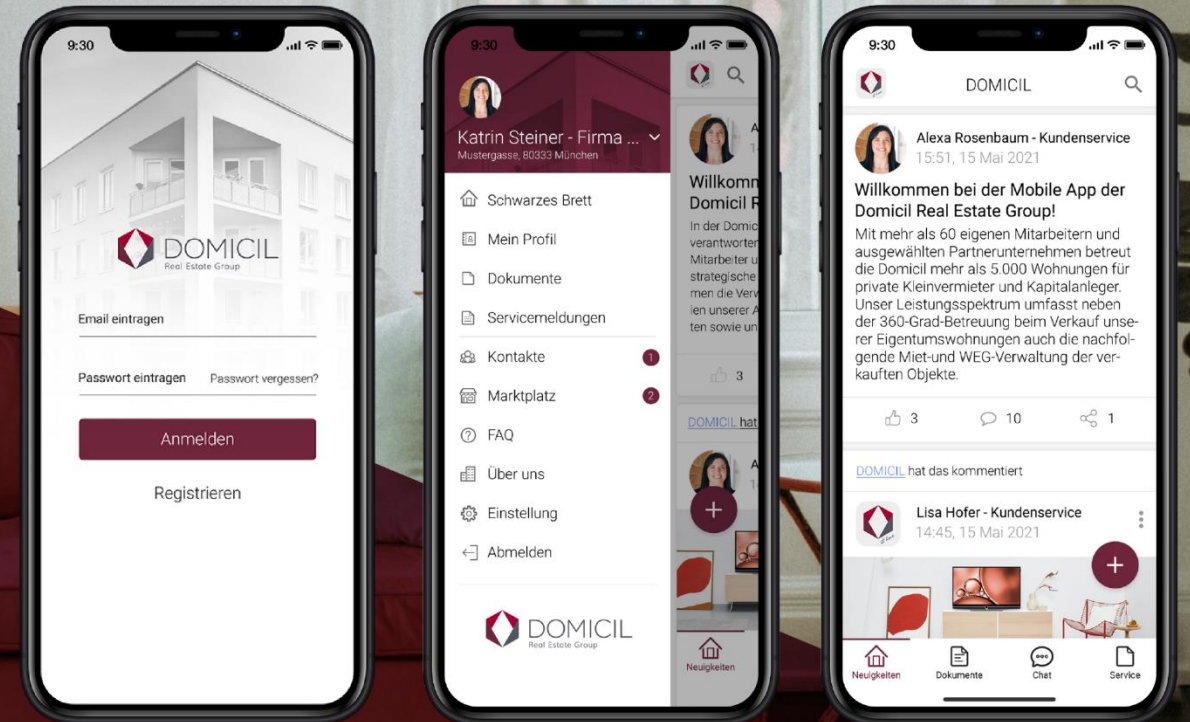 9:30
DOMICIL
Real Estate Group
Email eintragen
Passwort eintragen Passwort vergessen?
Anmelden
Registrieren
9:30
Katrin Steiner - Firma ...
Mustergasse, 80333 München
Schwarzes Brett
Mein Profil
Dokumente
Servicemeldungen
Kontakte 1
Marktplatz 2
FAQ
Über uns
Einstellung
Abmelden
DOMICIL
Real Estate Group
A
1
Willkomm
Domicil R
In der Domic
verantworten
Mitarbeiter u
strategische
men die Verw
ien unserer A
ten sowie un
3
DOMICIL hat
A
1
+
Neuigkeiten
9:30
DOMICIL
Alexa Rosenbaum - Kundenservice
15:51, 15 Mai 2021
Willkommen bei der Mobile App der
Domicil Real Estate Group!
Mit mehr als 60 eigenen Mitarbeitern und
ausgewählten Partnerunternehmen betreut
die Domicil mehr als 5.000 Wohnungen für
private Kleinvermieter und Kapitalanleger.
Unser Leistungsspektrum umfasst neben
der 360-Grad-Betreuung beim Verkauf unse-
rer Eigentumswohnungen auch die nachfol-
gende Miet-und WEG-Verwaltung der ver-
kauften Objekte.
3 10 1
DOMICIL hat das kommentiert
Lisa Hofer - Kundenservice
14:45, 15 Mai 2021
+
Neuigkeiten Dokumente Chat Service